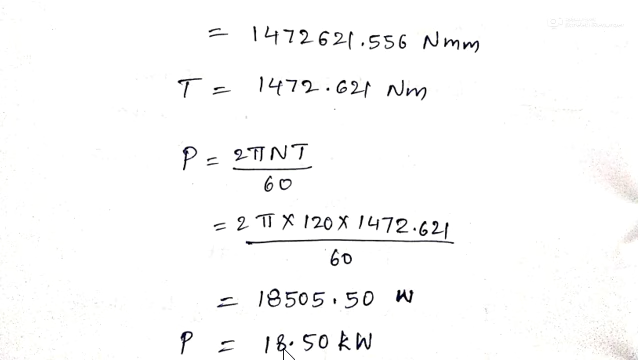 = 1472621.556 Nmm
T = 1472.621 Nm
P = 2πNT
60
= 2π × 120 × 1472.621
60
= 18505.50 W
P = 18.50 kW